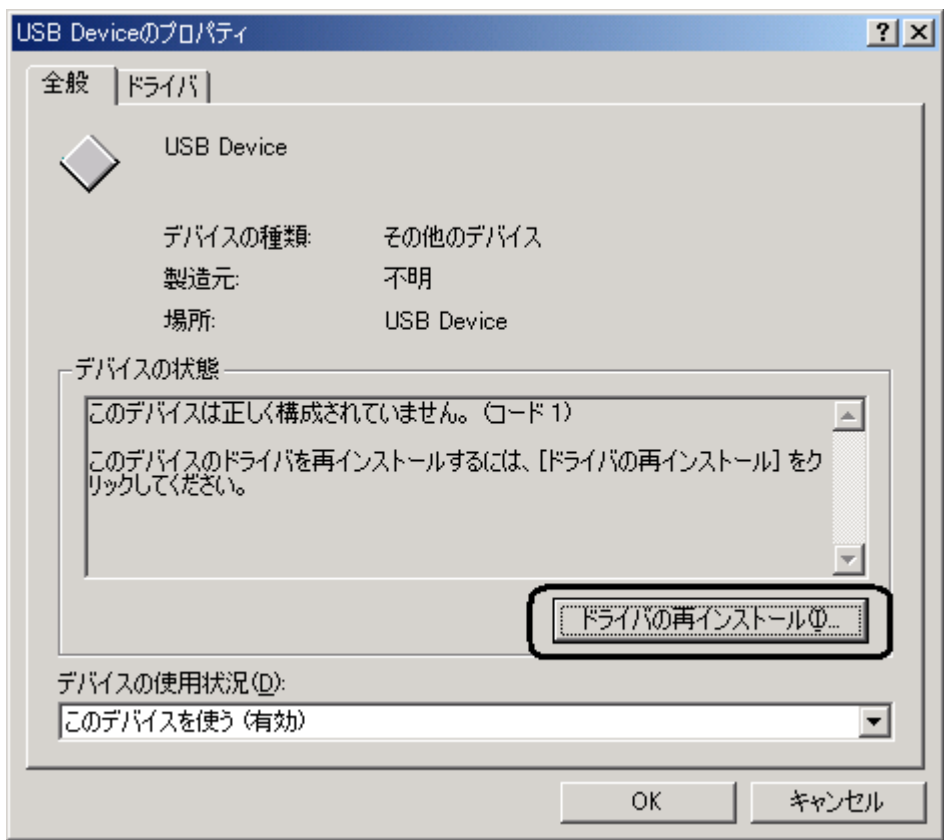 USB Deviceのプロパティ
全般 ドライバ
USB Device
デバイスの種類: その他のデバイス
製造元: 不明
場所: USB Device
デバイスの状態
このデバイスは正しく構成されていません。(コード 1)
このデバイスのドライバを再インストールするには、[ドライバの再インストール] をク
リックしてください。
ドライバの再インストール(I)...
デバイスの使用状況(D):
このデバイスを使う (有効)
OK キャンセル